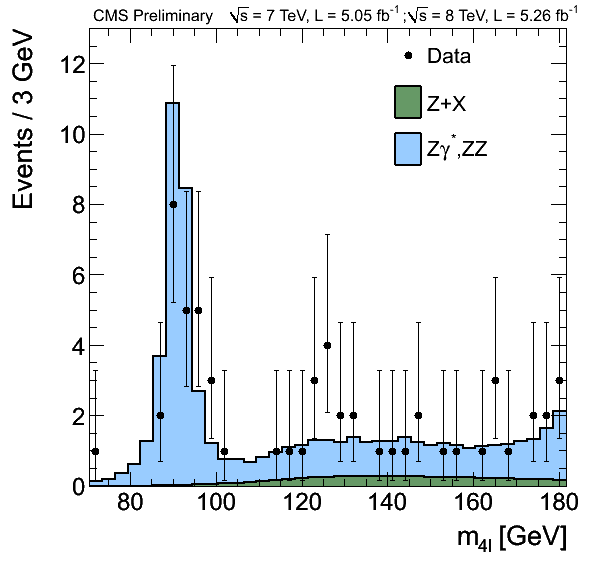 CMS Preliminary √s = 7 TeV, L = 5.05 fb⁻¹ ; √s = 8 TeV, L = 5.26 fb⁻¹
Events / 3 GeV
12
10
8
6
4
2
0
Data
Z+X
Zγ*,ZZ
80 100 120 140 160 180
m₄ₗ [GeV]